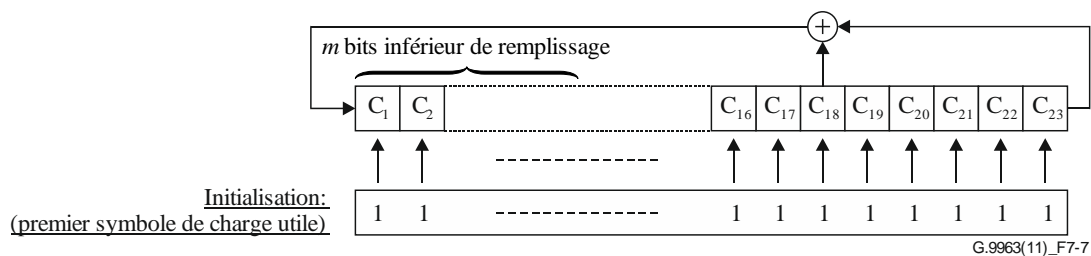 +
m bits inférieur de remplissage
C1 C2 C16 C17 C18 C19 C20 C21 C22 C23
Initialisation:
(premier symbole de charge utile)
1 1 1 1 1 1 1 1 1 1
G.9963(11)_F7-7